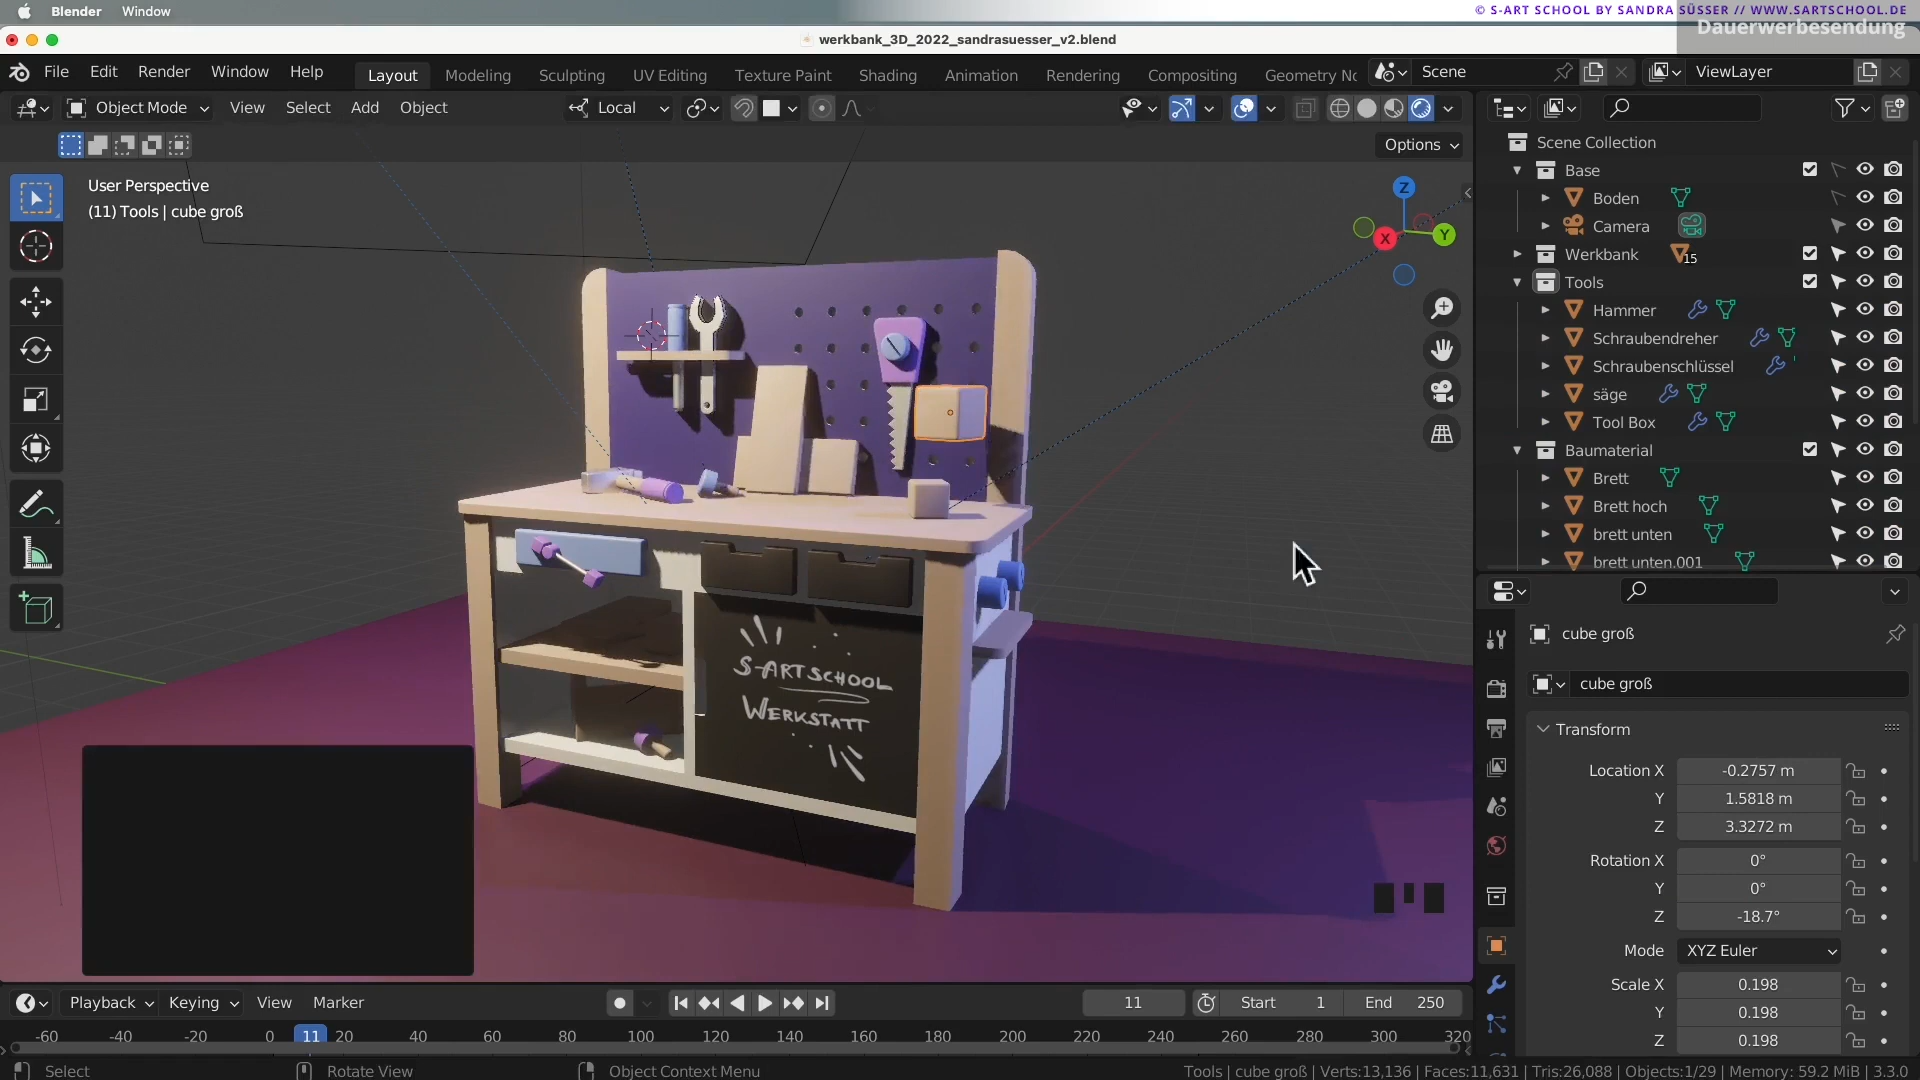 Blender Window
© S-ART SCHOOL BY SANDRA SÜSSER // WWW.SARTSCHOOL.DE
Dauerwerbesendung
werkbank_3D_2022_sandrasuesser_v2.blend
File Edit Render Window Help
Layout Modeling Sculpting UV Editing Texture Paint Shading Animation Rendering Compositing Geometry No
Scene
ViewLayer
Object Mode View Select Add Object
Local
Options
User Perspective
(11) Tools | cube groß
Z
X
Y
S-ARTSCHOOL
WERKSTATT
Scene Collection
Base
Boden
Camera
Werkbank 15
Tools
Hammer
Schraubendreher
Schraubenschlüssel
säge
Tool Box
Baumaterial
Brett
Brett hoch
brett unten
brett unten.001
cube groß
cube groß
Transform
Location X -0.2757 m
Y 1.5818 m
Z 3.3272 m
Rotation X 0°
Y 0°
Z -18.7°
Mode XYZ Euler
Scale X 0.198
Y 0.198
Z 0.198
Playback Keying View Marker
11 Start 1 End 250
-60 -40 -20 0 11 20 40 60 80 100 120 140 160 180 200 220 240 260 280 300 320
Select Rotate View Object Context Menu
Tools | cube groß | Verts:13,136 | Faces:11,631 | Tris:26,088 | Objects:1/29 | Memory: 59.2 MiB | 3.3.0